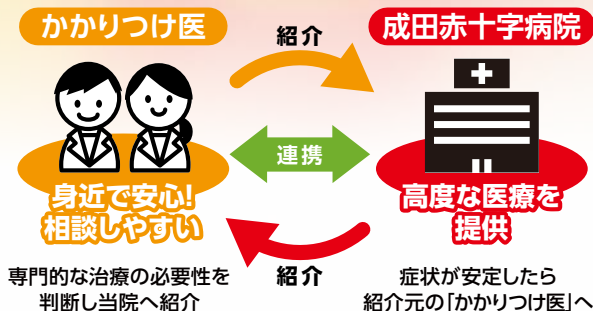 かかりつけ医
紹介
成田赤十字病院
連携
身近で安心!
相談しやすい
高度な医療を
提供
紹介
専門的な治療の必要性を
判断し当院へ紹介
症状が安定したら
紹介元の「かかりつけ医」へ